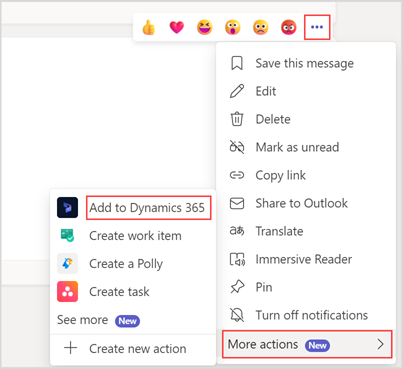 Save this message
Edit
Delete
Mark as unread
Copy link
Share to Outlook
Translate
Immersive Reader
Pin
Turn off notifications
More actions New
Add to Dynamics 365
Create work item
Create a Polly
Create task
See more New
Create new action